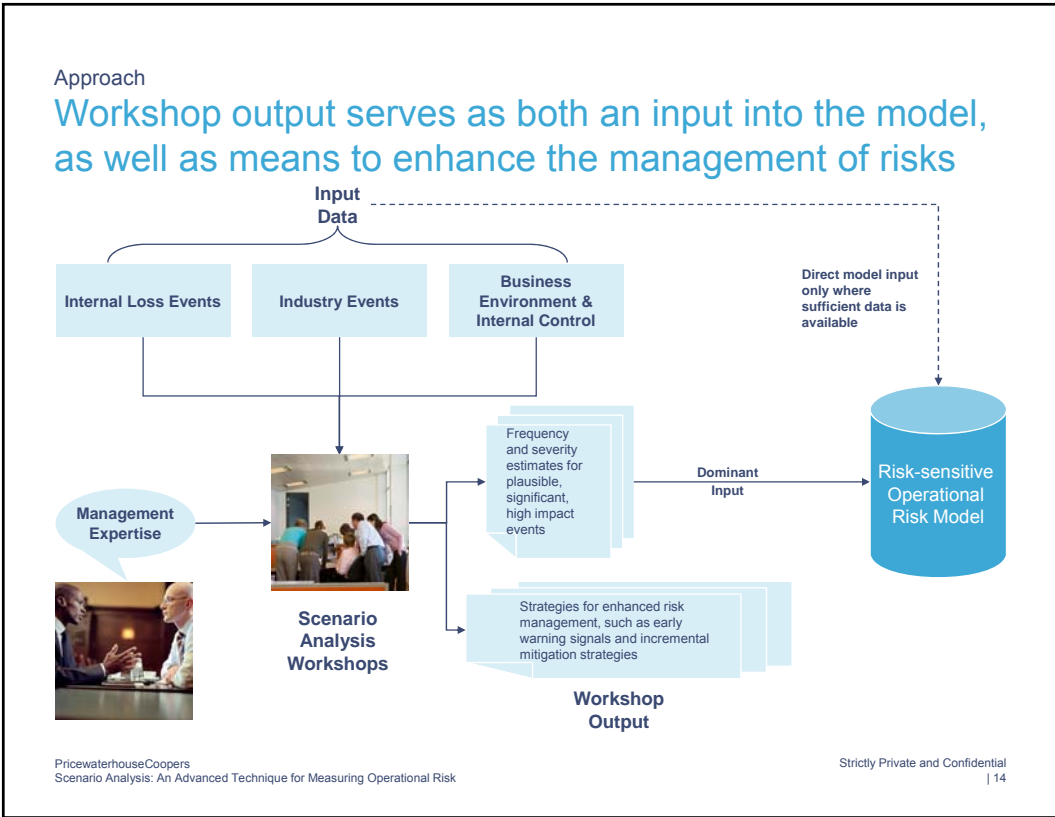 Approach
Workshop output serves as both an input into the model,
as well as means to enhance the management of risks
Input
Data
Internal Loss Events
Industry Events
Business
Environment &
Internal Control
Direct model input
only where
sufficient data is
available
Management
Expertise
Scenario
Analysis
Workshops
Frequency
and severity
estimates for
plausible,
significant,
high impact
events
Dominant
Input
Risk-sensitive
Operational
Risk Model
Strategies for enhanced risk
management, such as early
warning signals and incremental
mitigation strategies
Workshop
Output
PricewaterhouseCoopers
Scenario Analysis: An Advanced Technique for Measuring Operational Risk
Strictly Private and Confidential
| 14